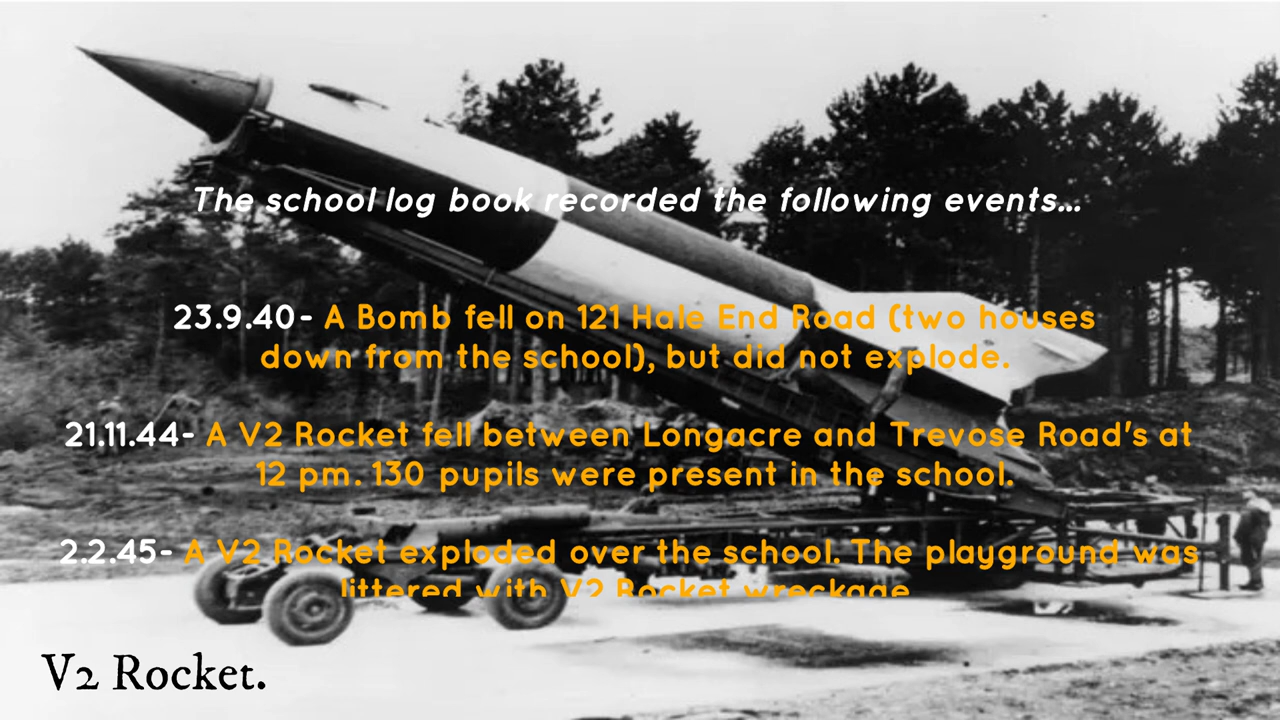 The school log book recorded the following events...
23.9.40- A Bomb fell on 121 Hale End Road (two houses
down from the school), but did not explode.
21.11.44- A V2 Rocket fell between Longacre and Trevose Road's at
12 pm. 130 pupils were present in the school.
2.2.45- A V2 Rocket exploded over the school. The playground was
littered with V2 Rocket wreckage
V2 Rocket.